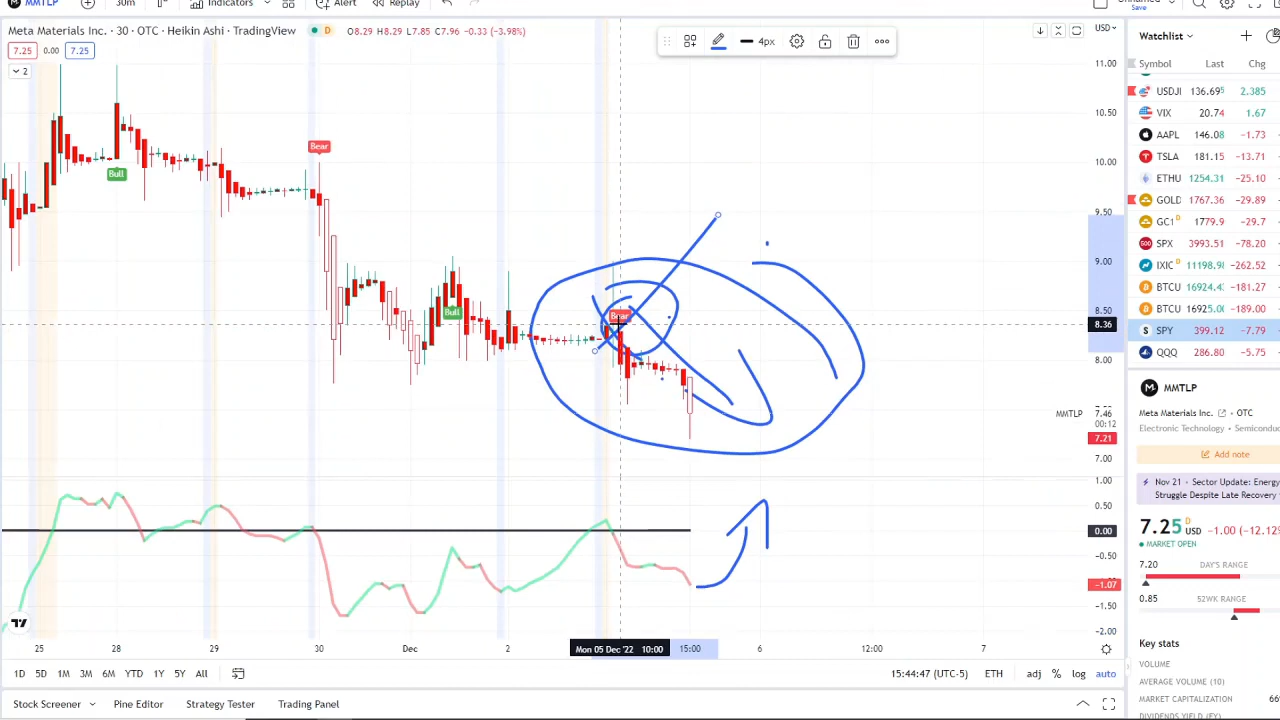 MMTLP 30m Indicators Alert Replay Unnamed Save
Meta Materials Inc. · 30 · OTC · Heikin Ashi · TradingView D O8.29 H8.29 L7.85 C7.96 −0.33 (−3.98%)
7.25 0.00 7.25
2
4px
USD
11.00
10.50
10.00
9.50
9.00
8.50
8.36
8.00
MMTLP 7.46
00:12
7.21
7.00
Bull
Bear
Bull
Bear
1.00
0.50
0.00
−0.50
−1.07
−1.50
−2.00
25 28 29 30 Dec 2 Mon 05 Dec '22 10:00 15:00 6 12:00 7
1D 5D 1M 3M 6M YTD 1Y 5Y All 15:44:47 (UTC-5) ETH adj % log auto
Stock Screener Pine Editor Strategy Tester Trading Panel
Watchlist
Symbol Last Chg
USDJ 136.695 2.385
VIX 20.74 1.67
AAPL 146.08 −1.73
TSLA 181.15 −13.71
ETHU 1254.31 −25.10
GOLD 1767.36 −29.89
GC1 D 1779.9 −29.7
SPX 3993.51 −78.20
IXIC D 11198.98 −262.52
BTCU 16924.4 −181.27
BTCU 16925.0 −189.00
SPY 399.12 −7.79
QQQ 286.80 −5.75
MMTLP
Meta Materials Inc. · OTC
Electronic Technology · Semicondu
Add note
Nov 21 · Sector Update: Energy
Struggle Despite Late Recovery
7.25 D USD −1.00 (−12.12%
MARKET OPEN
7.20 DAY'S RANGE
0.85 52WK RANGE
Key stats
VOLUME
AVERAGE VOLUME (10)
MARKET CAPITALIZATION 66
DIVIDENDS YIELD (FY)